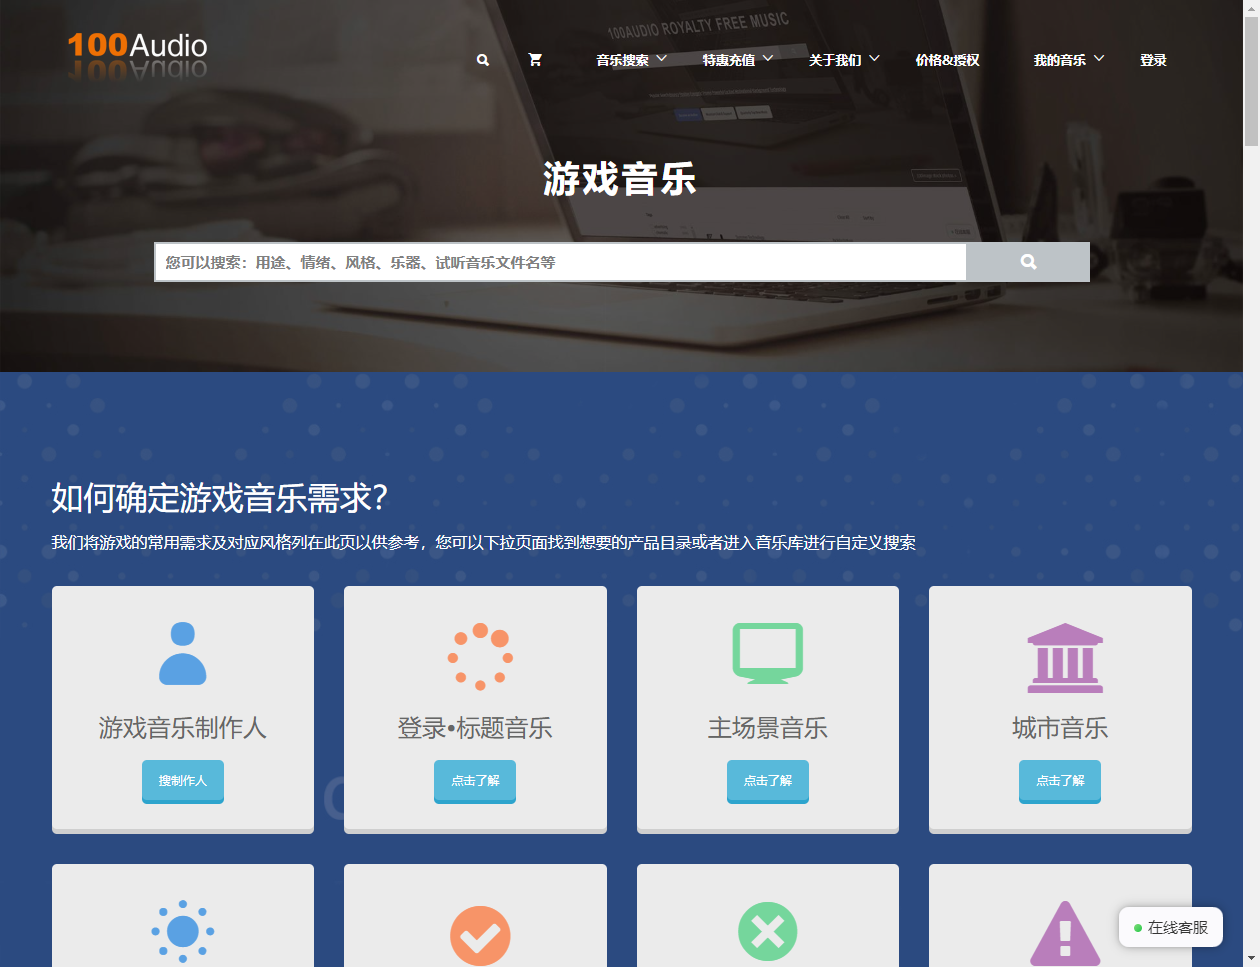 100Audio
音乐搜索
特惠充值
关于我们
价格&授权
我的音乐
登录
100AUDIO ROYALTY FREE MUSIC
游戏音乐
您可以搜索：用途、情绪、风格、乐器、试听音乐文件名等
如何确定游戏音乐需求?
我们将游戏的常用需求及对应风格列在此页以供参考，您可以下拉页面找到想要的产品目录或者进入音乐库进行自定义搜索
游戏音乐制作人
搜制作人
登录•标题音乐
点击了解
主场景音乐
点击了解
城市音乐
点击了解
在线客服